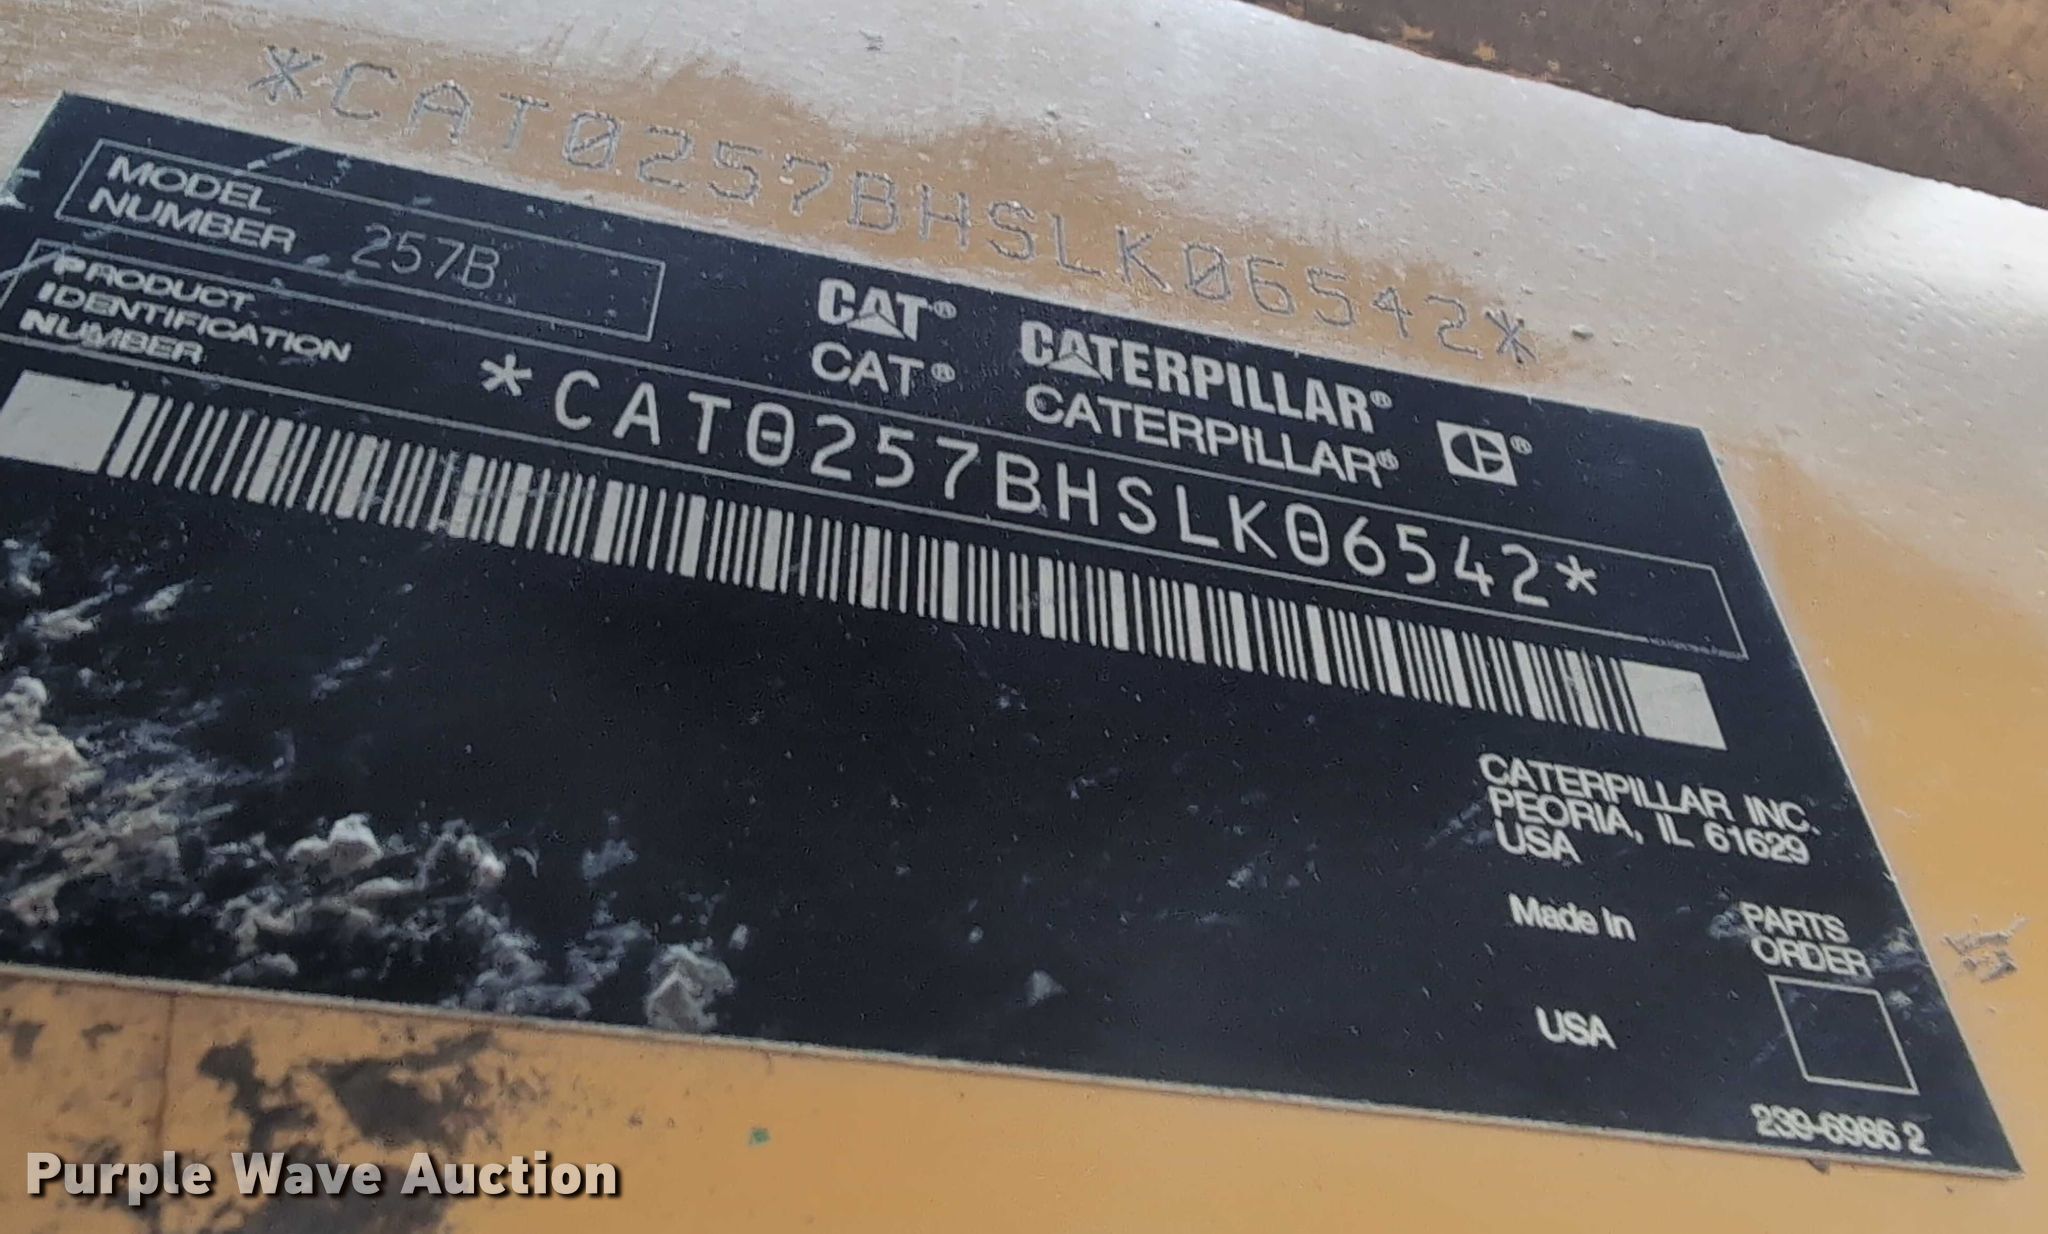 *CAT0257BHSLK06542*
MODEL
NUMBER 257B
CAT® CATERPILLAR®
CAT® CATERPILLAR®
PRODUCT
IDENTIFICATION
NUMBER
*CAT0257BHSLK06542*
CATERPILLAR INC.
PEORIA, IL 61629
USA
Made In
USA
PARTS
ORDER
239-6986 2
Purple Wave Auction